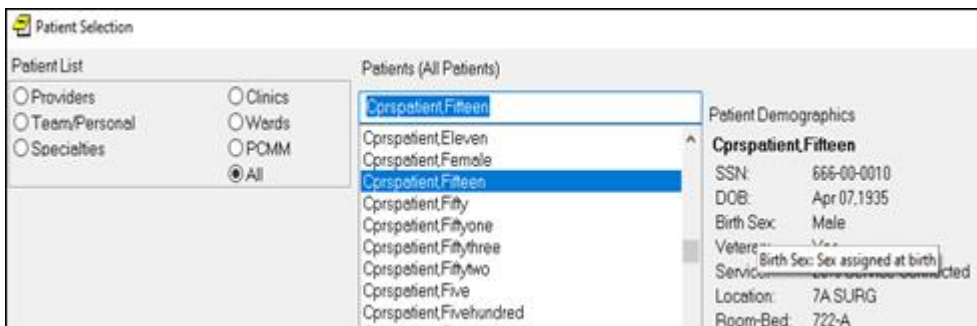 Patient Selection
Patient List
Providers
Clinics
Team/Personal
Wards
Specialties
PCMM
All
Patients (All Patients)
Cprspatient,Fifteen
Cprspatient,Eleven
Cprspatient,Female
Cprspatient,Fifteen
Cprspatient,Fifty
Cprspatient,Fiftyone
Cprspatient,Fiftythree
Cprspatient,Fiftytwo
Cprspatient,Five
Cprspatient,Fivehundred
Patient Demographics
Cprspatient,Fifteen
SSN: 666-00-0010
DOB: Apr 07,1935
Birth Sex: Male
Birth Sex: Sex assigned at birth
Location: 7A SURG
Room-Bed: 722-A